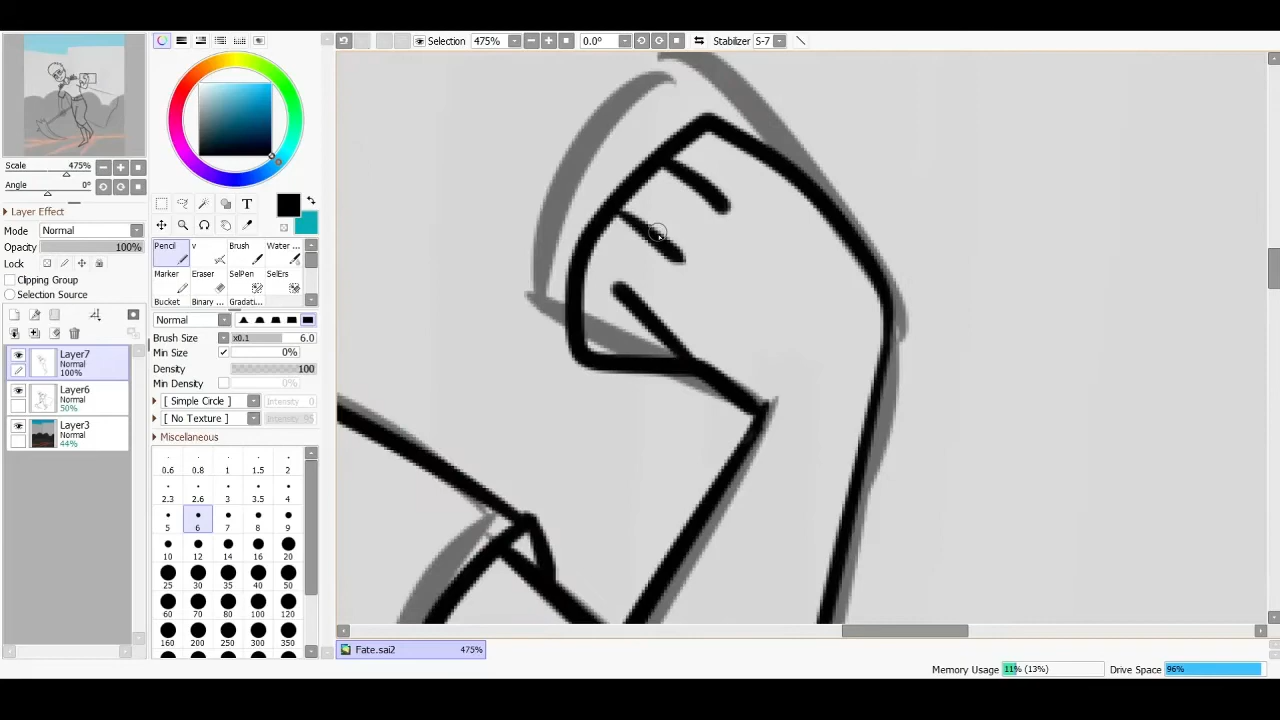 Selection 475% 0.0° Stabilizer S-7
Scale 475%
Angle 0°
Layer Effect
Mode Normal
Opacity 100%
Lock
Clipping Group
Selection Source
Layer7
Normal
100%
Layer6
Normal
50%
Layer3
Normal
44%
T
Pencil v Brush Water ...
Marker Eraser SelPen SelErs
Bucket Binary ... Gradati...
Normal
Brush Size x0.1 6.0
Min Size 0%
Density 100
Min Density 0%
[ Simple Circle ] Intensity 0
[ No Texture ] Intensity 95
Miscellaneous
0.6 0.8 1 1.5 2
2.3 2.6 3 3.5 4
5 6 7 8 9
10 12 14 16 20
25 30 35 40 50
60 70 80 100 120
160 200 250 300 350
Fate.sai2 475%
Memory Usage 11% (13%) Drive Space 96%